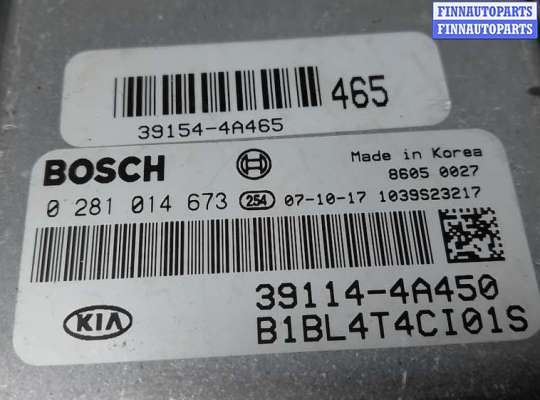 FINNAUTOPARTS
FINNAUTOPARTS
465
39154-4A465
BOSCH
Made in Korea
8605 0027
0 281 014 673 254 07-10-17 1039S23217
39114-4A450
KIA
B1BL4T4CI01S